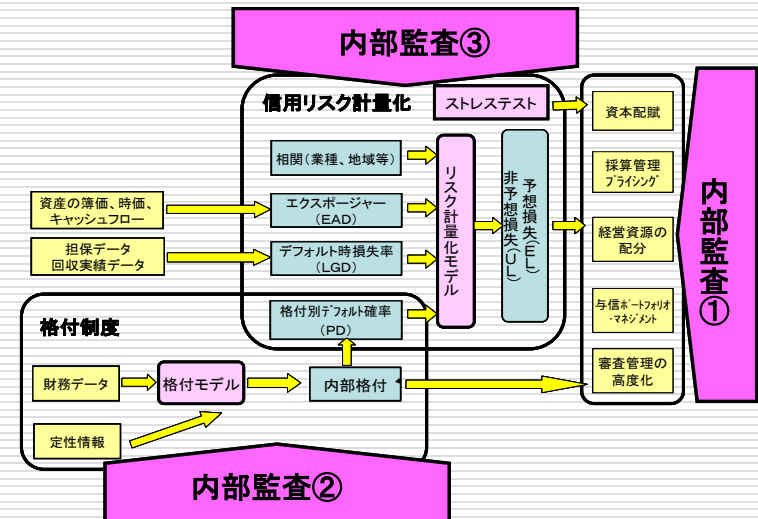 内部監査③
信用リスク計量化
ストレステスト
資本配賦
相関(業種、地域等)
採算管理
プライシング
資産の簿価、時価、
キャッシュフロー
エクスポージャー
(EAD)
リスク計量化モデル
予想損失(EL)
非予想損失(UL)
内部監査①
経営資源の
配分
担保データ
回収実績データ
デフォルト時損失率
(LGD)
格付制度
格付別デフォルト確率
(PD)
与信ポートフォリオ
・マネジメント
財務データ
格付モデル
内部格付
審査管理の
高度化
定性情報
内部監査②